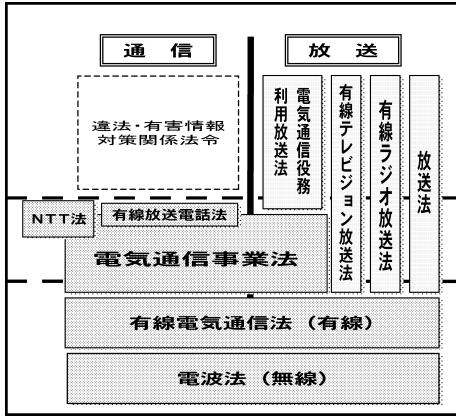 通信
放送
違法・有害情報
対策関係法令
電気通信役務
利用放送法
有線テレビジョン放送法
有線ラジオ放送法
放送法
NTT法
有線放送電話法
電気通信事業法
有線電気通信法（有線）
電波法（無線）